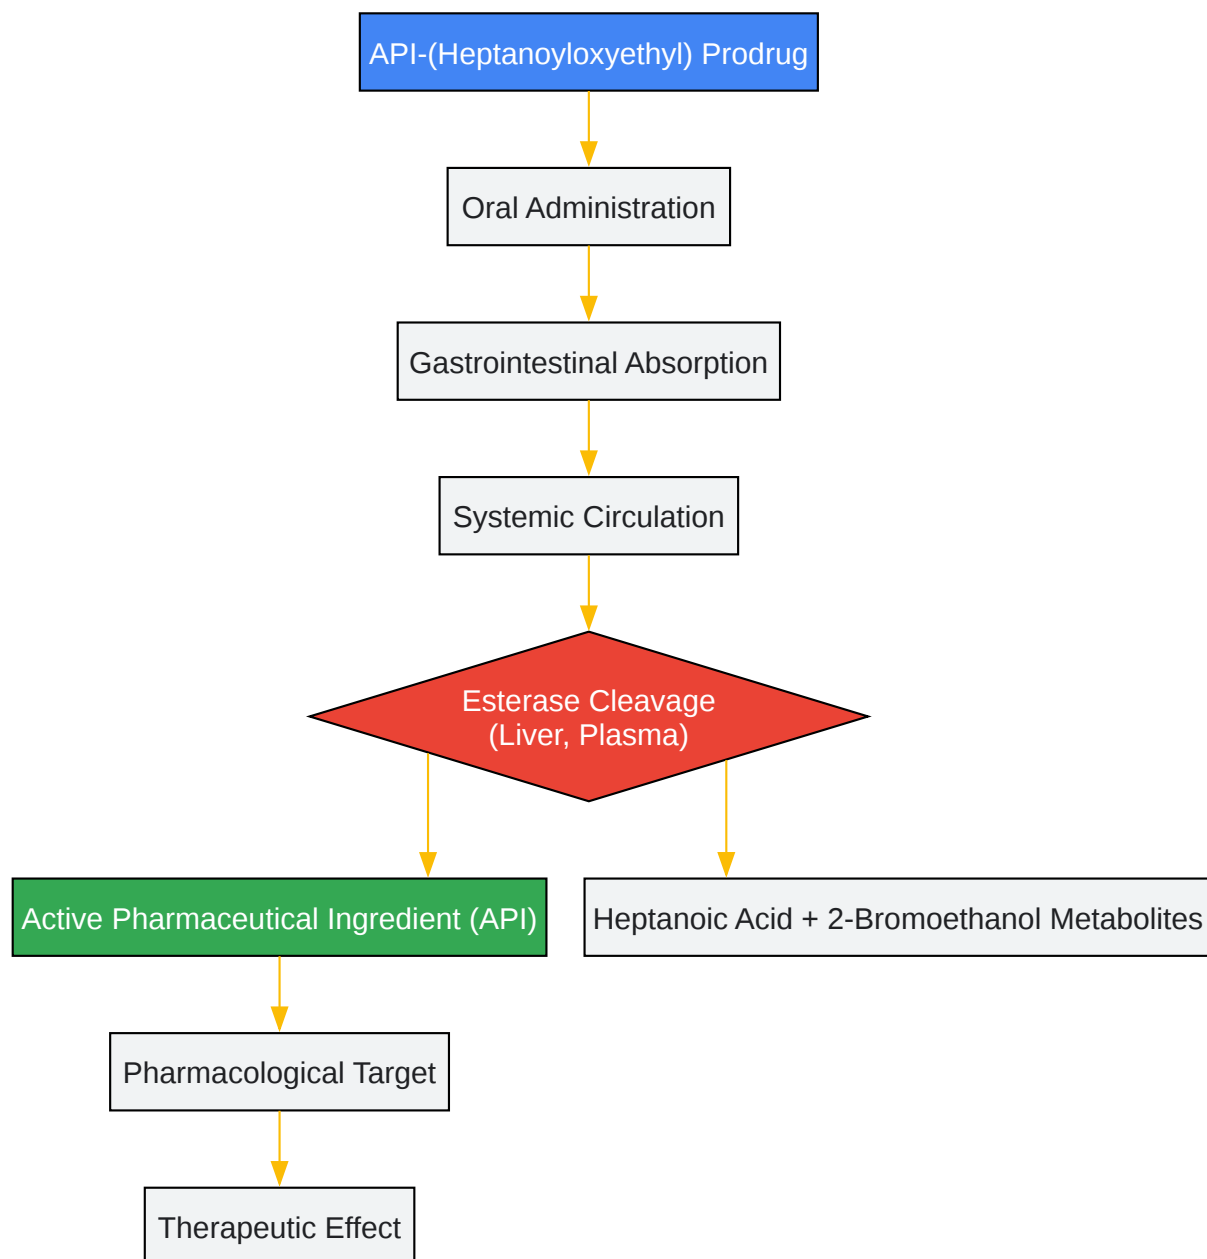 API-(Heptanoyloxyethyl) Prodrug
Oral Administration
Gastrointestinal Absorption
Systemic Circulation
Esterase Cleavage
(Liver, Plasma)
Active Pharmaceutical Ingredient (API)
Heptanoic Acid + 2-Bromoethanol Metabolites
Pharmacological Target
Therapeutic Effect